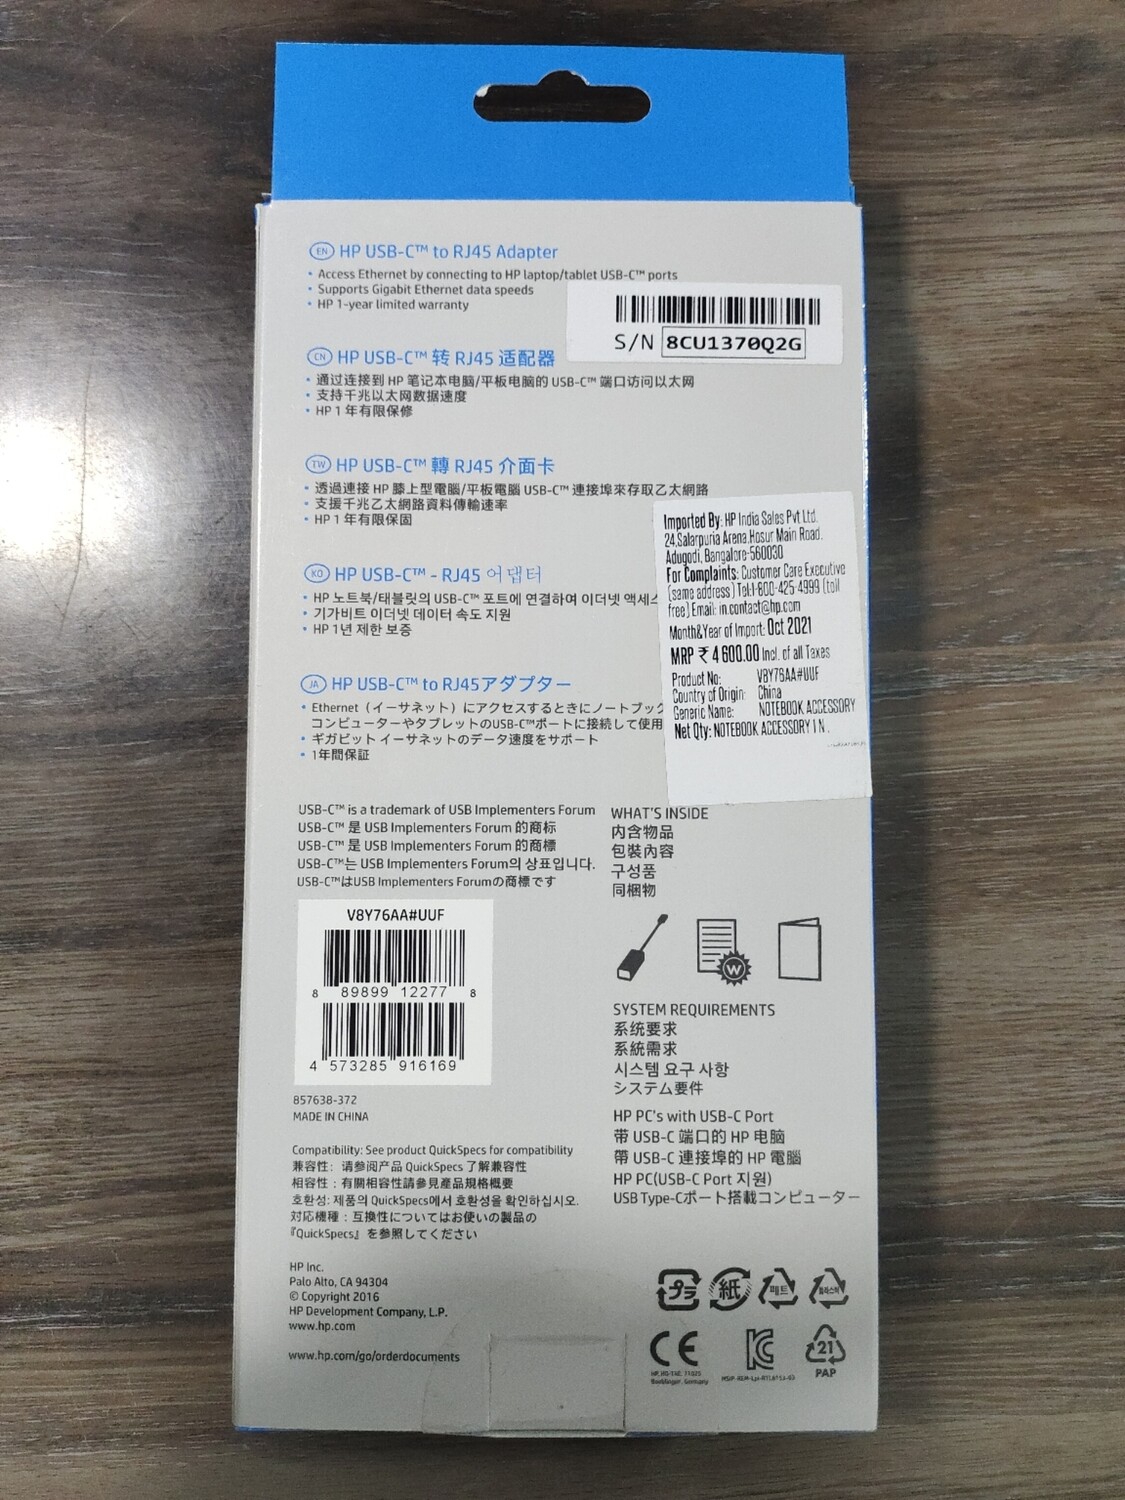 EN HP USB-C™ to RJ45 Adapter
• Access Ethernet by connecting to HP laptop/tablet USB-C™ ports
• Supports Gigabit Ethernet data speeds
• HP 1-year limited warranty
S/N 8CU1370Q2G
CN HP USB-C™ 转 RJ45 适配器
• 通过连接到 HP 笔记本电脑/平板电脑的 USB-C™ 端口访问以太网
• 支持千兆以太网数据速度
• HP 1 年有限保修
TW HP USB-C™ 轉 RJ45 介面卡
• 透過連接 HP 膝上型電腦/平板電腦 USB-C™ 連接埠來存取乙太網路
• 支援千兆乙太網路資料傳輸速率
• HP 1 年有限保固
KO HP USB-C™ - RJ45 어댑터
• HP 노트북/태블릿의 USB-C™ 포트에 연결하여 이더넷 액세스
• 기가비트 이더넷 데이터 속도 지원
• HP 1년 제한 보증
JA HP USB-C™ to RJ45アダプター
• Ethernet（イーサネット）にアクセスするときにノートブック
コンピューターやタブレットのUSB-C™ポートに接続して使用
• ギガビット イーサネットのデータ速度をサポート
• 1年間保証
Imported By: HP India Sales Pvt Ltd.
24,Salarpuria Arena,Hosur Main Road.
Adugodi, Bangalore-560030
For Complaints: Customer Care Executive
(same address) Tel:1-800-425-4999 (toll
free) Email: in.contact@hp.com
Month&Year of Import: Oct 2021
MRP ₹ 4600.00 Incl. of all Taxes
Product No: V8Y76AA#UUF
Country of Origin: China
Generic Name: NOTEBOOK ACCESSORY
Net Qty: NOTEBOOK ACCESSORY 1 N .
USB-C™ is a trademark of USB Implementers Forum
USB-C™ 是 USB Implementers Forum 的商标
USB-C™ 是 USB Implementers Forum 的商標
USB-C™는 USB Implementers Forum의 상표입니다.
USB-C™はUSB Implementers Forumの商標です
WHAT'S INSIDE
内含物品
包裝內容
구성품
同梱物
W
V8Y76AA#UUF
8 89899 12277 8
4 573285 916169
857638-372
MADE IN CHINA
SYSTEM REQUIREMENTS
系统要求
系統需求
시스템 요구 사항
システム要件
HP PC's with USB-C Port
带 USB-C 端口的 HP 电脑
帶 USB-C 連接埠的 HP 電腦
HP PC(USB-C Port 지원)
USB Type-Cポート搭載コンピューター
Compatibility: See product QuickSpecs for compatibility
兼容性：请参阅产品 QuickSpecs 了解兼容性
相容性：有關相容性請參見產品規格概要
호환성: 제품의 QuickSpecs에서 호환성을 확인하십시오.
対応機種：互換性についてはお使いの製品の
『QuickSpecs』を参照してください
HP Inc.
Palo Alto, CA 94304
© Copyright 2016
HP Development Company, L.P.
www.hp.com
www.hp.com/go/orderdocuments
プラ 紙
CE
KC
21
PAP